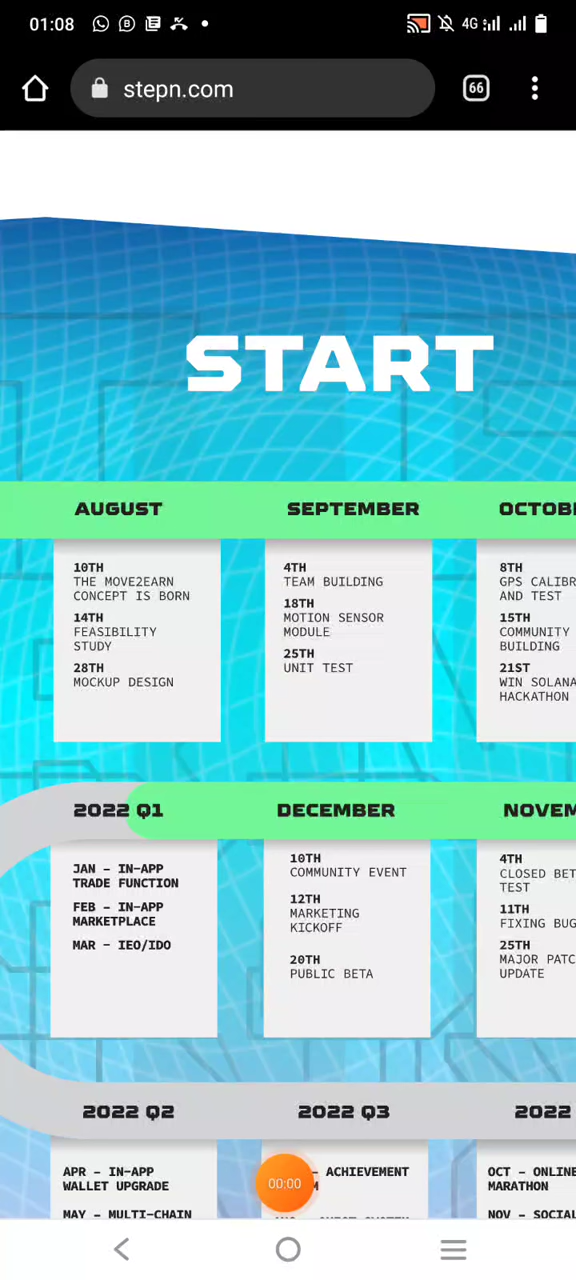 01:08
4G
stepn.com
66
START
AUGUST
SEPTEMBER
10TH
THE MOVE2EARN
CONCEPT IS BORN
14TH
FEASIBILITY
STUDY
28TH
MOCKUP DESIGN
4TH
TEAM BUILDING
18TH
MOTION SENSOR
MODULE
25TH
UNIT TEST
8TH
AND TEST
15TH
COMMUNITY
BUILDING
21ST
WIN SOLANA
HACKATHON
2022 Q1
DECEMBER
JAN - IN-APP
TRADE FUNCTION
FEB - IN-APP
MARKETPLACE
MAR - IEO/IDO
10TH
COMMUNITY EVENT
12TH
MARKETING
KICKOFF
20TH
PUBLIC BETA
4TH
CLOSED
TEST
11TH
FIXING
25TH
MAJOR
UPDATE
2022 Q2
2022 Q3
2022
APR - IN-APP
WALLET UPGRADE
MAY - MULTI-CHAIN
- ACHIEVEMENT
00:00
OCT - ONLINE
MARATHON
NOV - SOCIAL